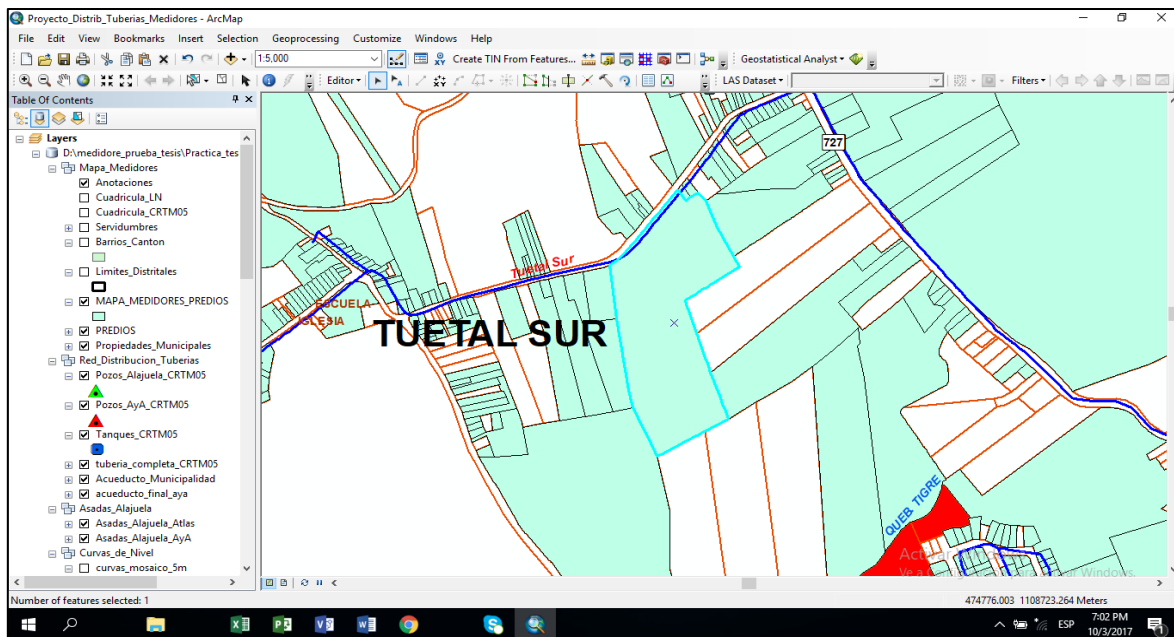 Proyecto_Distrib_Tuberias_Medidores - ArcMap
File Edit View Bookmarks Insert Selection Geoprocessing Customize Windows Help
1:5,000
Create TIN From Features...
Geostatistical Analyst
Editor
LAS Dataset
Filters
Table Of Contents
Layers
D:\medidore_prueba_tesis\Practica_tes
Mapa_Medidores
Anotaciones
Cuadricula_LN
Cuadricula_CRTM05
Servidumbres
Barrios_Canton
Limites_Distritales
MAPA_MEDIDORES_PREDIOS
PREDIOS
Propiedades_Municipales
Red_Distribucion_Tuberias
Pozos_Alajuela_CRTM05
Pozos_AyA_CRTM05
Tanques_CRTM05
tuberia_completa_CRTM05
Acueducto_Municipalidad
acueducto_final_aya
Asadas_Alajuela
Asadas_Alajuela_Atlas
Asadas_Alajuela_AyA
Curvas_de_Nivel
curvas_mosaico_5m
727
Tuetal Sur
ESCUELA
IGLESIA
TUETAL SUR
QUEB. TIGRE
Number of features selected: 1
474776.003 1108723.264 Meters
ESP
7:02 PM
10/3/2017